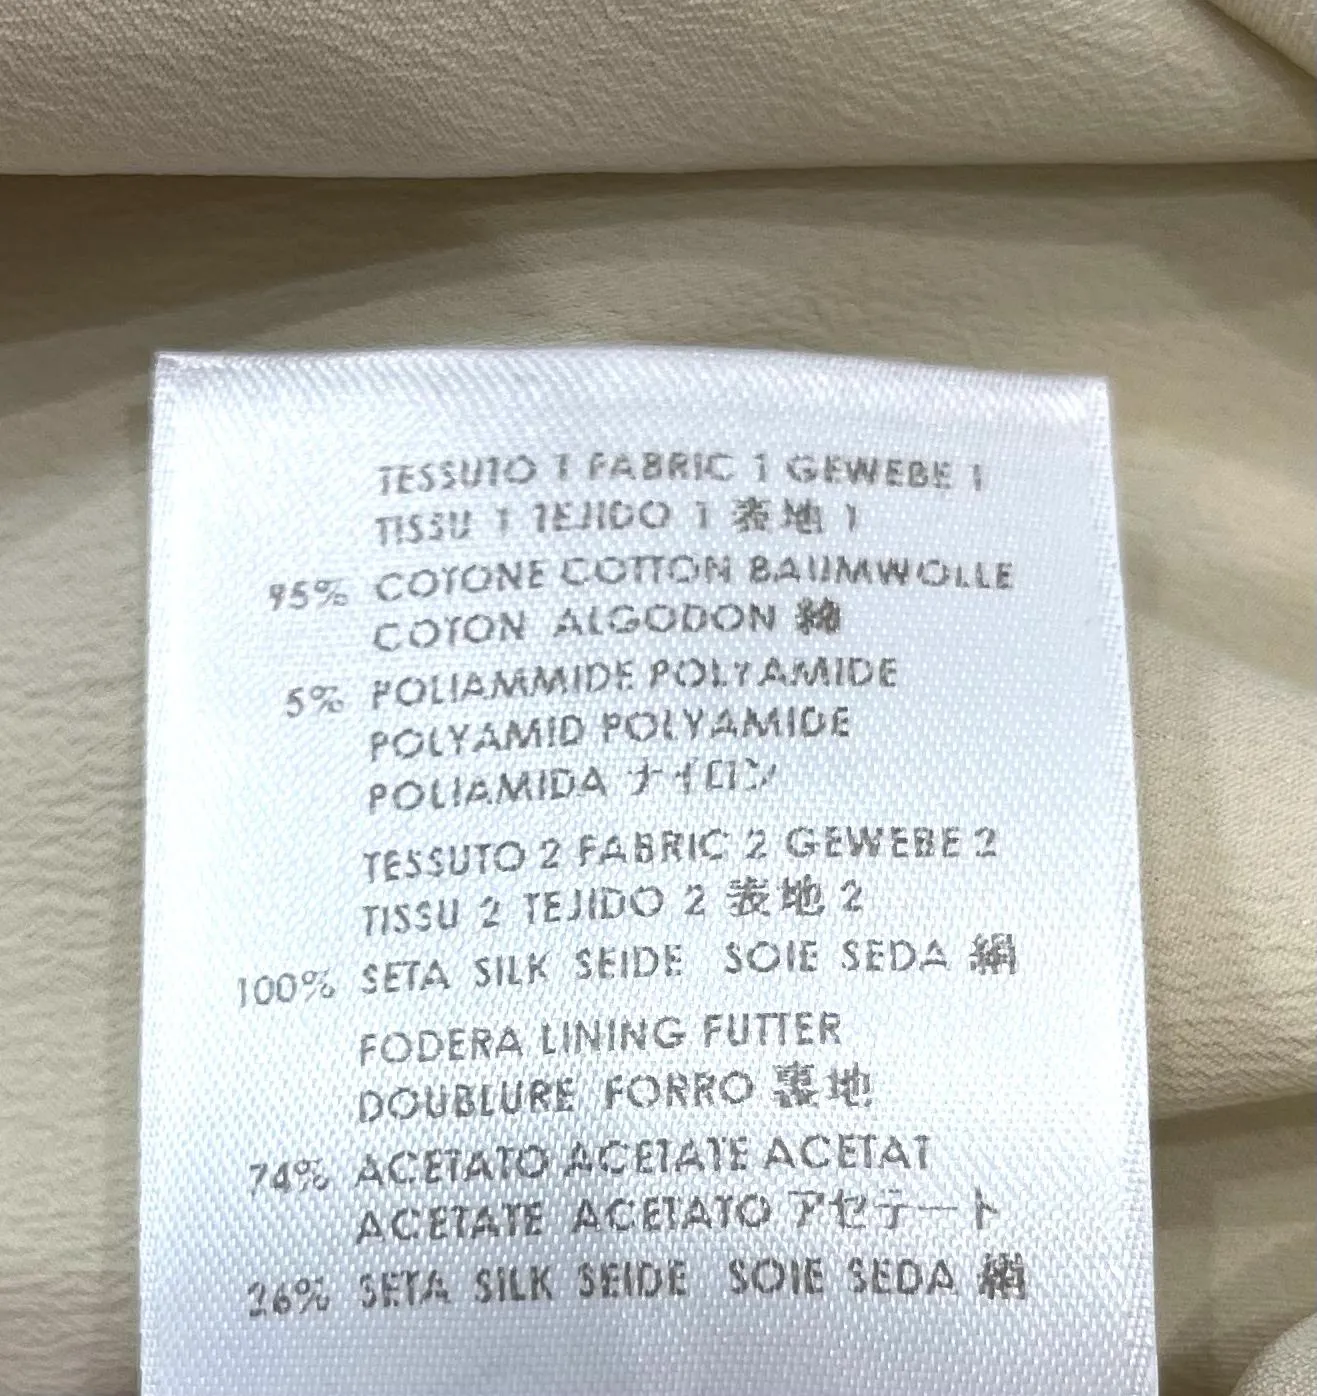 TESSUTO 1 FABRIC 1 GEWEBE 1
TISSU 1 TEJIDO 1 表地 1
95% COTONE COTTON BAUMWOLLE
COTON ALGODON 綿
5% POLIAMMIDE POLYAMIDE
POLYAMID POLYAMIDE
POLIAMIDA ナイロン
TESSUTO 2 FABRIC 2 GEWEBE 2
TISSU 2 TEJIDO 2 表地 2
100% SETA SILK SEIDE SOIE SEDA 絹
FODERA LINING FUTTER
DOUBLURE FORRO 裏地
74% ACETATO ACETATE ACETAT
ACETATE ACETATO アセテート
26% SETA SILK SEIDE SOIE SEDA 絹